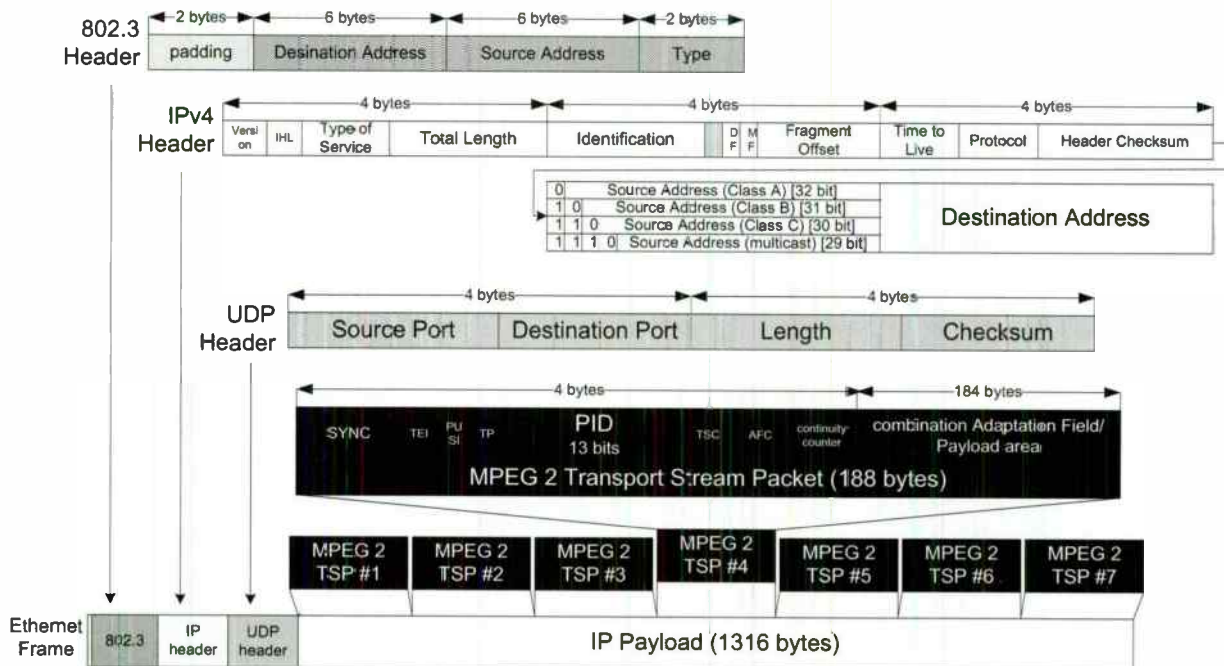 2 bytes 6 bytes 6 bytes 2 bytes
802.3 Header
padding Desination Address Source Address Type
4 bytes 4 bytes 4 bytes
IPv4 Header
Versi on IHL Type of Service Total Length Identification D F M F Fragment Offset Time to Live Protocol Header Checksum
0 Source Address (Class A) [32 bit]
1 0 Source Address (Class B) [31 bit]
1 1 0 Source Address (Class C) [30 bit]
1 1 1 0 Source Address (multicast) [29 bit]
Destination Address
4 bytes 4 bytes
UDP Header
Source Port Destination Port Length Checksum
4 bytes 184 bytes
SYNC TEI PU SI TP PID 13 bits TSC AFC continuity counter combination Adaptation Field/ Payload area
MPEG 2 Transport Stream Packet (188 bytes)
MPEG 2 TSP #1 MPEG 2 TSP #2 MPEG 2 TSP #3 MPEG 2 TSP #4 MPEG 2 TSP #5 MPEG 2 TSP #6 MPEG 2 TSP #7
Ethernet Frame
802.3 IP header UDP header IP Payload (1316 bytes)